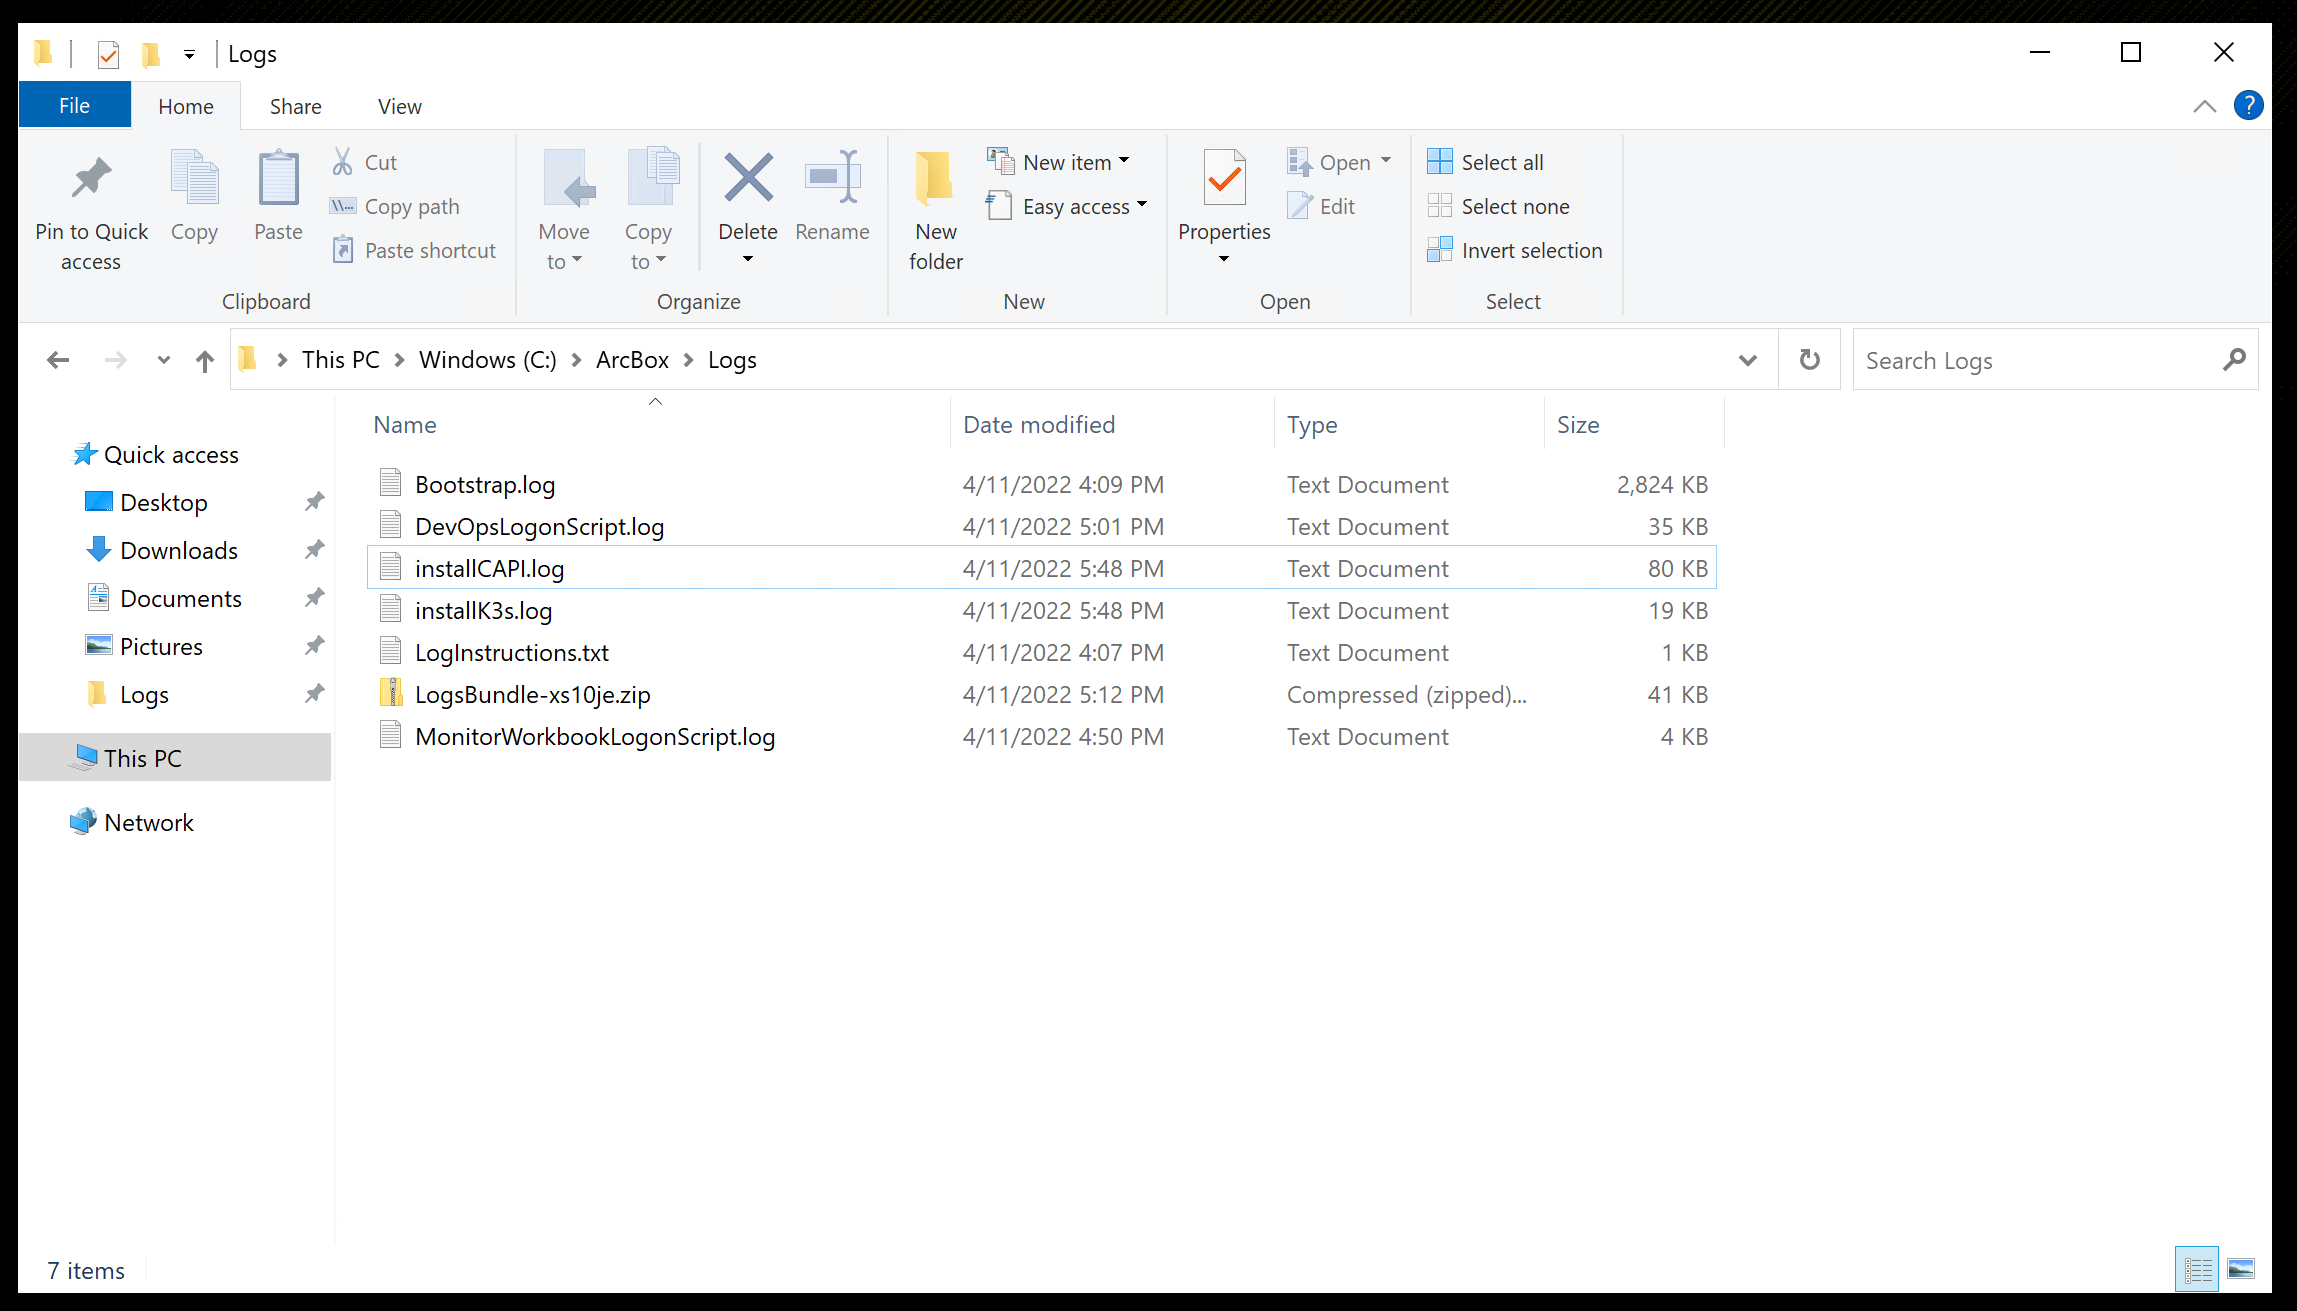 Logs
File Home Share View
Pin to Quick access
Copy
Paste
Cut
Copy path
Paste shortcut
Clipboard
Move to
Copy to
Delete
Rename
Organize
New folder
New item
Easy access
New
Properties
Open
Edit
Open
Select all
Select none
Invert selection
Select
This PC Windows (C:) ArcBox Logs
Search Logs
Quick access
Desktop
Downloads
Documents
Pictures
Logs
This PC
Network
Name Date modified Type Size
Bootstrap.log 4/11/2022 4:09 PM Text Document 2,824 KB
DevOpsLogonScript.log 4/11/2022 5:01 PM Text Document 35 KB
installCAPI.log 4/11/2022 5:48 PM Text Document 80 KB
installK3s.log 4/11/2022 5:48 PM Text Document 19 KB
LogInstructions.txt 4/11/2022 4:07 PM Text Document 1 KB
LogsBundle-xs10je.zip 4/11/2022 5:12 PM Compressed (zipped)... 41 KB
MonitorWorkbookLogonScript.log 4/11/2022 4:50 PM Text Document 4 KB
7 items